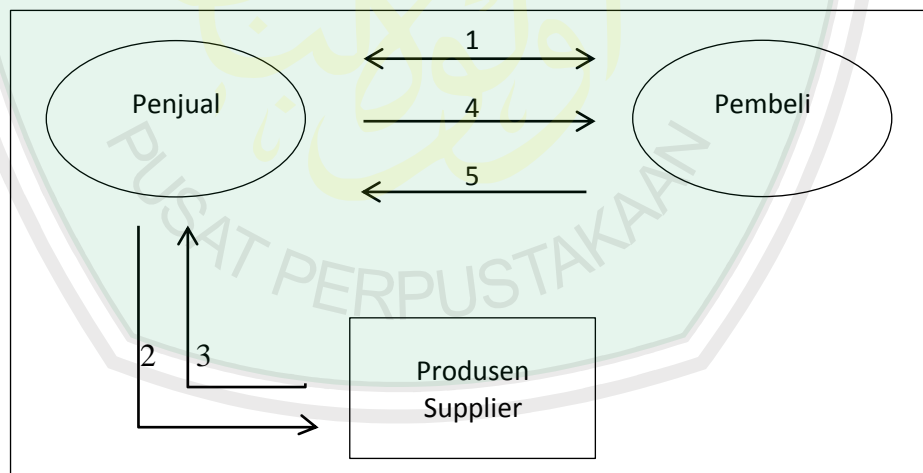 1
Penjual
Pembeli
4
5
PUSAT PERPUSTAKAAN
2
3
Produsen
Supplier